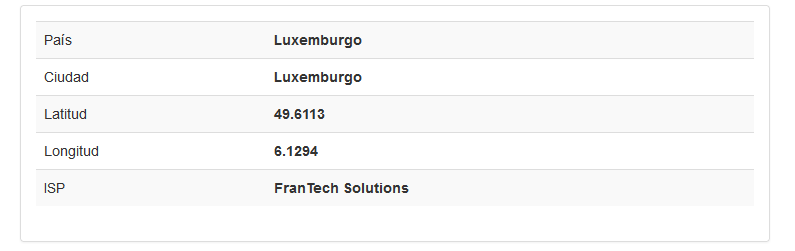 País Luxemburgo
Ciudad Luxemburgo
Latitud 49.6113
Longitud 6.1294
ISP FranTech Solutions